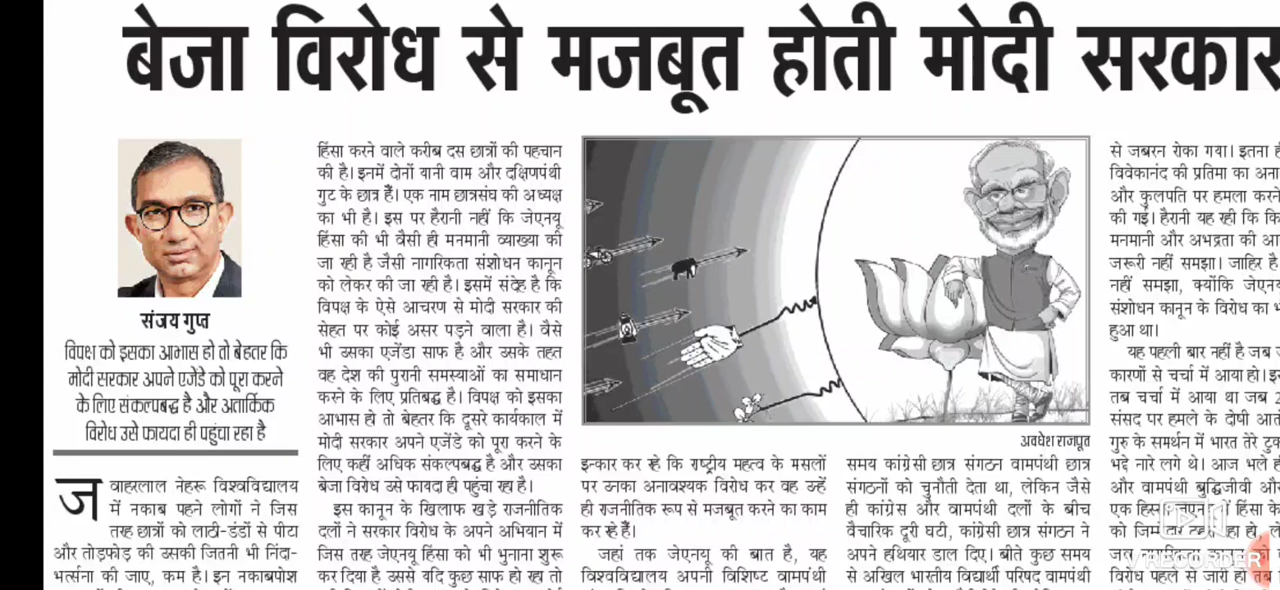 बेजा विरोध से मजबूत होती मोदी सरकार
संजय गुप्त
विपक्ष को इसका आभास हो तो बेहतर कि
मोदी सरकार अपने एजेंडे को पूरा करने
के लिए संकल्पबद्ध है और अतार्किक
विरोध उसे फायदा ही पहुंचा रहा है
जवाहरलाल नेहरू विश्वविद्यालय
में नकाब पहने लोगों ने जिस
तरह छात्रों को लाठी-डंडों से पीटा
और तोड़फोड़ की उसकी जितनी भी निंदा-
भर्त्सना की जाए, कम है। इन नकाबपोश
हिंसा करने वाले करीब दस छात्रों की पहचान
की है। इनमें दोनों यानी वाम और दक्षिणपंथी
गुट के छात्र हैं। एक नाम छात्रसंघ की अध्यक्ष
का भी है। इस पर हैरानी नहीं कि जेएनयू
हिंसा की भी वैसी ही मनमानी व्याख्या की
जा रही है जैसी नागरिकता संशोधन कानून
को लेकर की जा रही है। इसमें संदेह है कि
विपक्ष के ऐसे आचरण से मोदी सरकार की
सेहत पर कोई असर पड़ने वाला है। वैसे
भी उसका एजेंडा साफ है और उसके तहत
वह देश की पुरानी समस्याओं का समाधान
करने के लिए प्रतिबद्ध है। विपक्ष को इसका
आभास हो तो बेहतर कि दूसरे कार्यकाल में
मोदी सरकार अपने एजेंडे को पूरा करने के
लिए कहीं अधिक संकल्पबद्ध है और उसका
बेजा विरोध उसे फायदा ही पहुंचा रहा है।
इस कानून के खिलाफ खड़े राजनीतिक
दलों ने सरकार विरोध के अपने अभियान में
जिस तरह जेएनयू हिंसा को भी भुनाना शुरू
कर दिया है उससे यदि कुछ साफ हो रहा तो
अवधेश राजपूत
इन्कार कर रहे कि राष्ट्रीय महत्व के मसलों
पर उनका अनावश्यक विरोध कर वह उन्हें
ही राजनीतिक रूप से मजबूत करने का काम
कर रहे हैं।
जहां तक जेएनयू की बात है, यह
विश्वविद्यालय अपनी विशिष्ट वामपंथी
समय कांग्रेसी छात्र संगठन वामपंथी छात्र
संगठनों को चुनौती देता था, लेकिन जैसे
ही कांग्रेस और वामपंथी दलों के बीच
वैचारिक दूरी घटी, कांग्रेसी छात्र संगठन ने
अपने हथियार डाल दिए। बीते कुछ समय
से अखिल भारतीय विद्यार्थी परिषद वामपंथी
से जबरन रोका गया। इतना
विवेकानंद की प्रतिमा का
और कुलपति पर हमला
की गई। हैरानी यह रही कि
मनमानी और अभद्रता की
जरूरी नहीं समझा। जाहिर है
नहीं समझा, क्योंकि
संशोधन कानून के विरोध का
हुआ था।
यह पहली बार नहीं है जब
कारणों से चर्चा में आया हो।
तब चर्चा में आया था जब
संसद पर हमले के दोषी
गुरु के समर्थन में भारत तेरे
भद्दे नारे लगे थे। आज भले
और वामपंथी बुद्धिजीवी
एक हिस्सा
को
जब
विरोध पहले से जारी हो तब
RECORDER